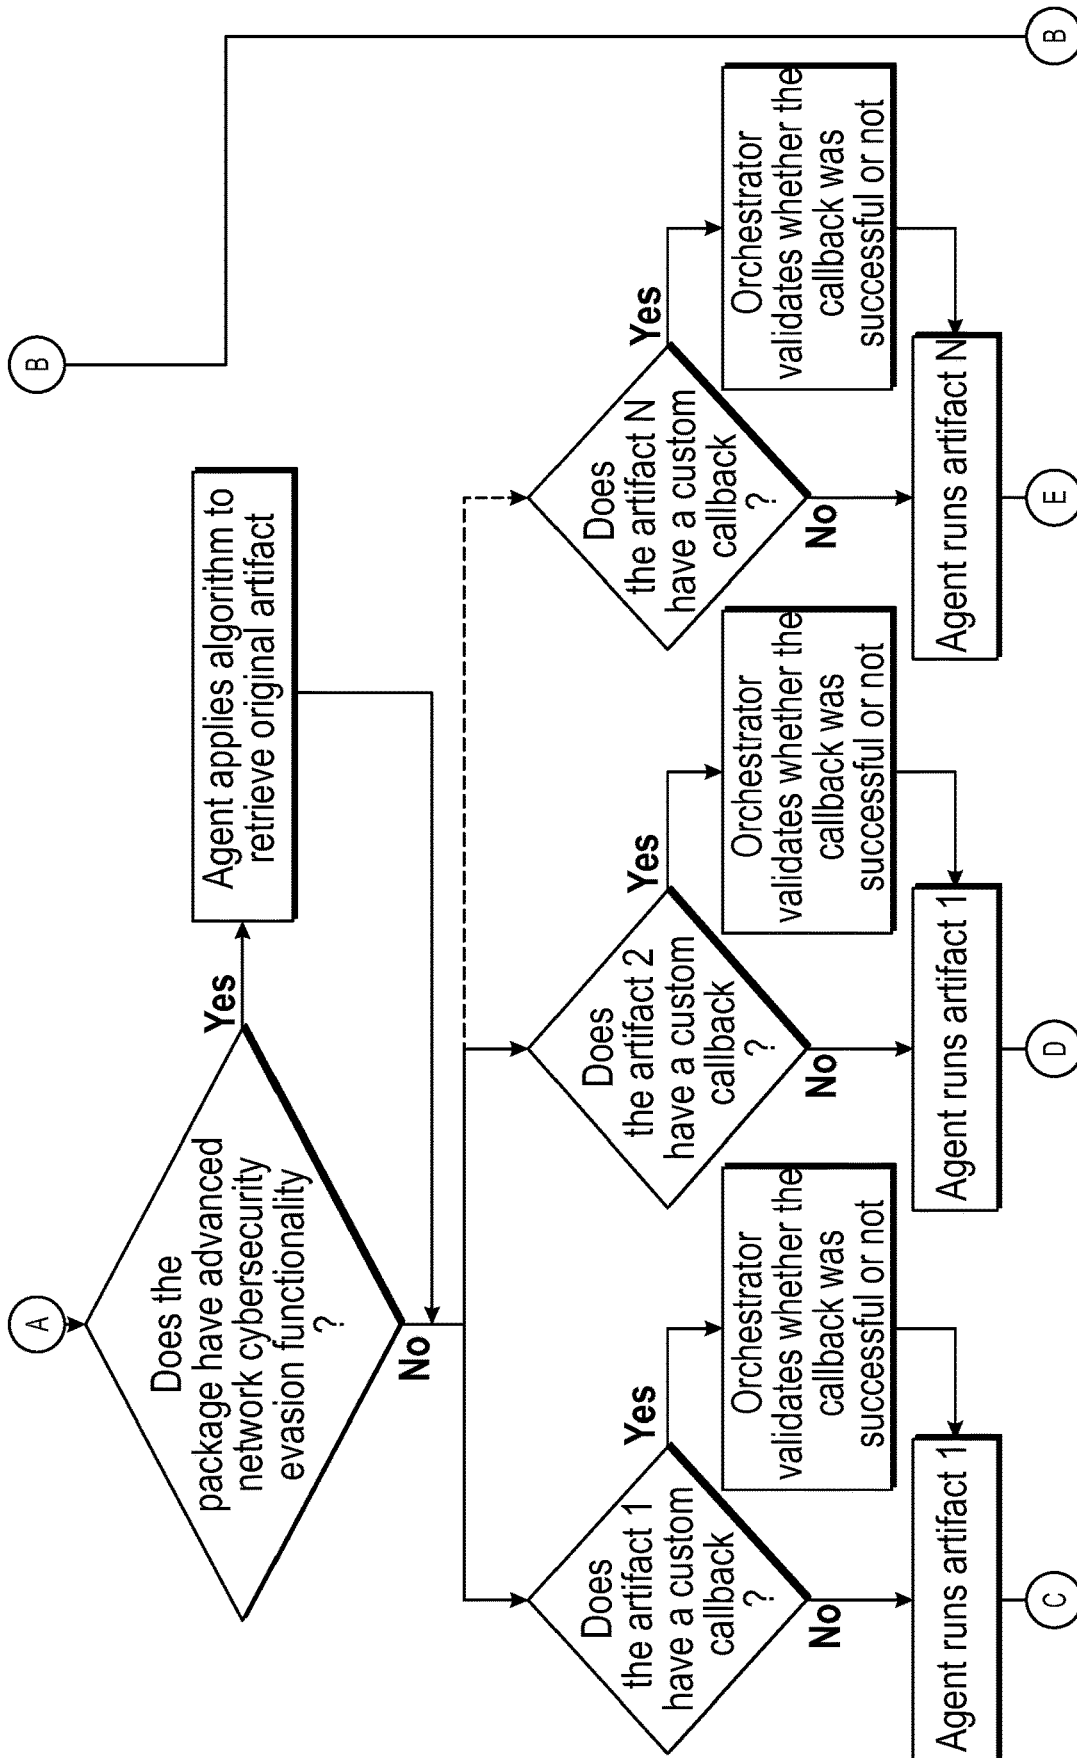 A
B
Does the
package have advanced
network cybersecurity
evasion functionality
?
Yes
No
Agent applies algorithm to
retrieve original artifact
Does
the artifact 1
have a custom
callback
?
Yes
No
Orchestrator
validates whether the
callback was
successful or not
Agent runs artifact 1
C
Does
the artifact 2
have a custom
callback
?
Yes
No
Orchestrator
validates whether the
callback was
successful or not
Agent runs artifact 1
D
Does
the artifact N
have a custom
callback
?
Yes
No
Orchestrator
validates whether the
callback was
successful or not
Agent runs artifact N
E
B